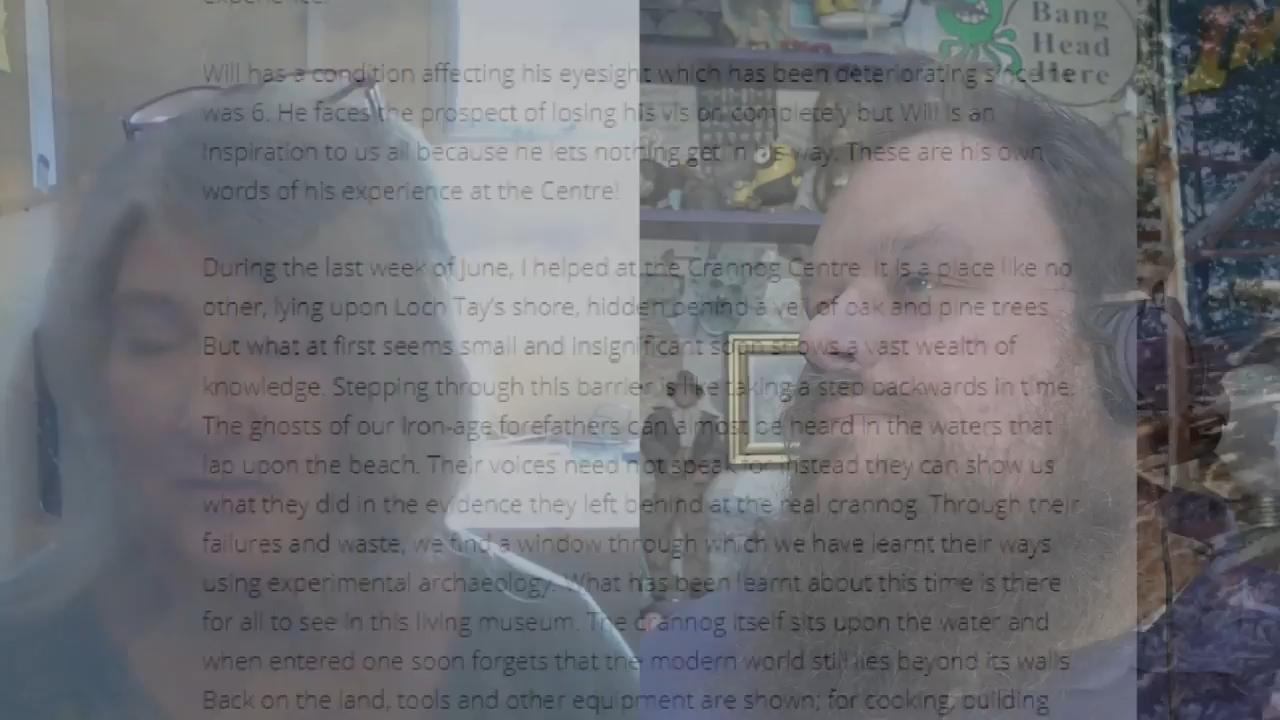 experience.
Bang
Head
Here
Will has a condition affecting his eyesight which has been deteriorating since he
was 6. He faces the prospect of losing his vision completely but Will is an
inspiration to us all because he lets nothing get in his way. These are his own
words of his experience at the Centre!
During the last week of June, I helped at the Crannog Centre. It is a place like no
other, lying upon Loch Tay's shore, hidden behind a veil of oak and pine trees.
But what at first seems small and insignificant soon shows a vast wealth of
knowledge. Stepping through this barrier is like taking a step backwards in time.
The ghosts of our Iron-age forefathers can almost be heard in the waters that
lap upon the beach. Their voices need not speak for instead they can show us
what they did in the evidence they left behind at the real crannog. Through their
failures and waste, we find a window through which we have learnt their ways
using experimental archaeology. What has been learnt about this time is there
for all to see in this living museum. The crannog itself sits upon the water and
when entered one soon forgets that the modern world still lies beyond its walls.
Back on the land, tools and other equipment are shown; for cooking, building